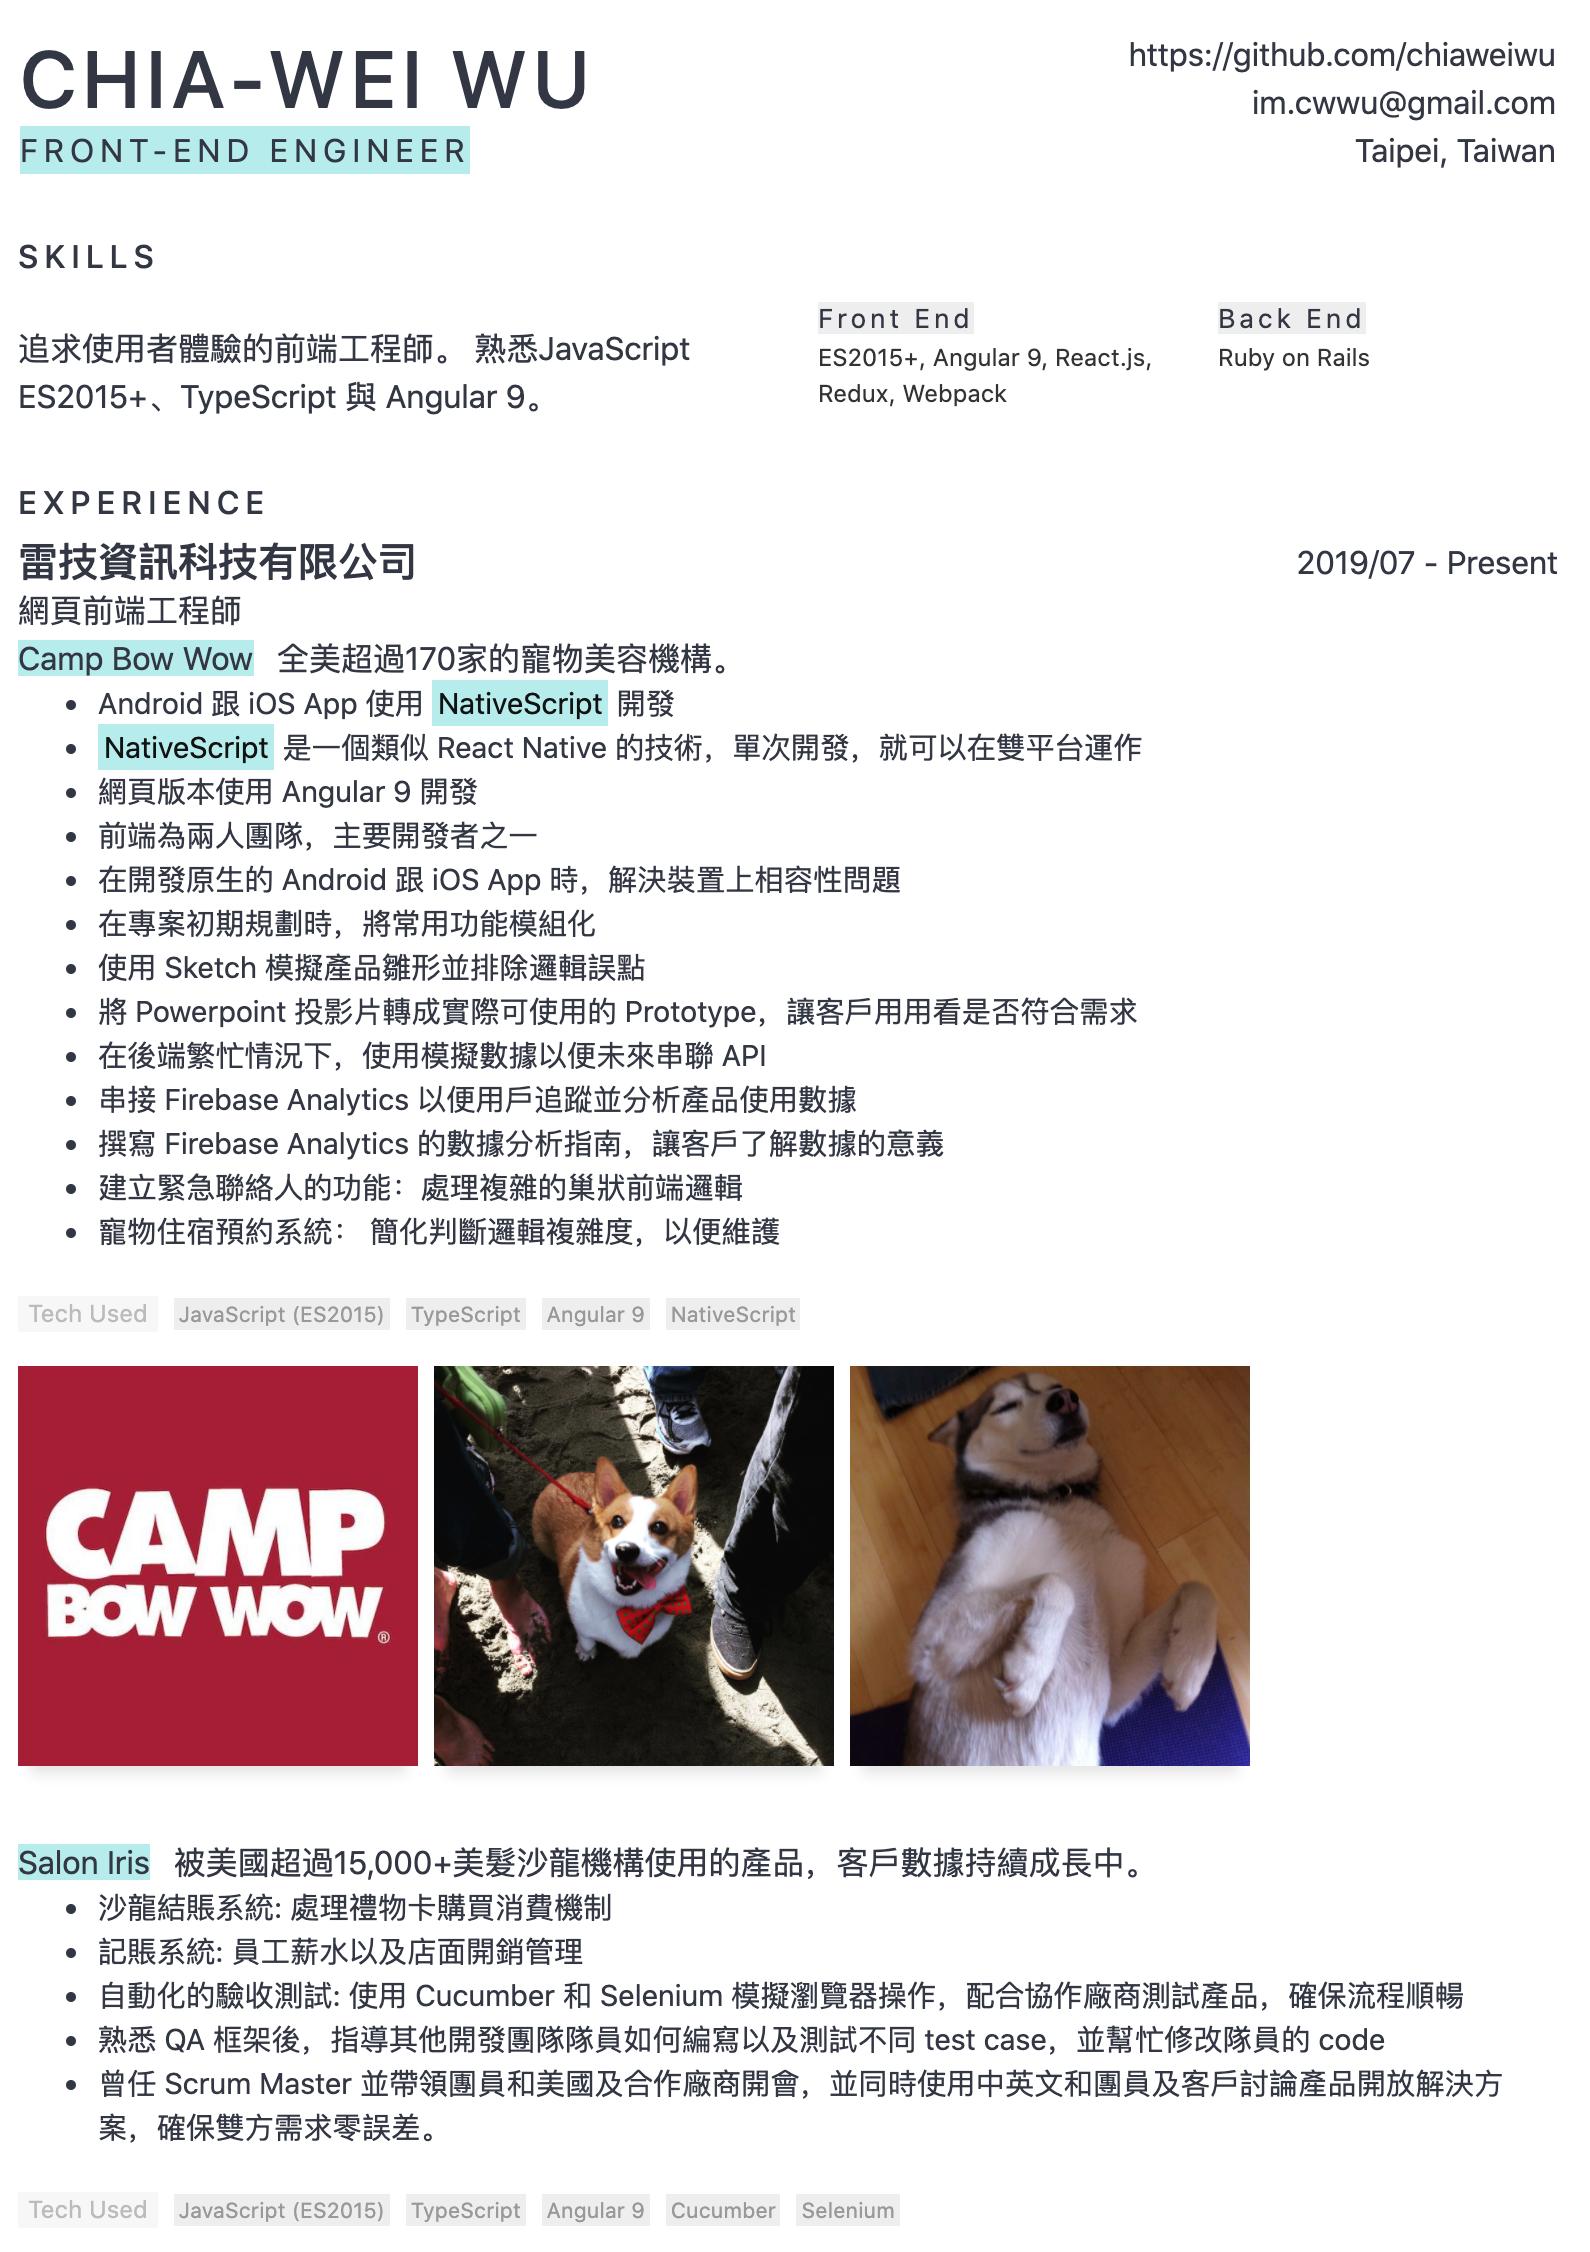 CHIA-WEI WU
FRONT-END ENGINEER
https://github.com/chiaweiwu
im.cwwu@gmail.com
Taipei, Taiwan
SKILLS
追求使用者體驗的前端工程師。 熟悉JavaScript
ES2015+、TypeScript 與 Angular 9。
Front End
ES2015+, Angular 9, React.js,
Redux, Webpack
Back End
Ruby on Rails
EXPERIENCE
雷技資訊科技有限公司 2019/07 - Present
網頁前端工程師
Camp Bow Wow 全美超過170家的寵物美容機構。
• Android 跟 iOS App 使用 NativeScript 開發
• NativeScript 是一個類似 React Native 的技術，單次開發，就可以在雙平台運作
• 網頁版本使用 Angular 9 開發
• 前端為兩人團隊，主要開發者之一
• 在開發原生的 Android 跟 iOS App 時，解決裝置上相容性問題
• 在專案初期規劃時，將常用功能模組化
• 使用 Sketch 模擬產品雛形並排除邏輯誤點
• 將 Powerpoint 投影片轉成實際可使用的 Prototype，讓客戶用用看是否符合需求
• 在後端繁忙情況下，使用模擬數據以便未來串聯 API
• 串接 Firebase Analytics 以便用戶追蹤並分析產品使用數據
• 撰寫 Firebase Analytics 的數據分析指南，讓客戶了解數據的意義
• 建立緊急聯絡人的功能：處理複雜的巢狀前端邏輯
• 寵物住宿預約系統： 簡化判斷邏輯複雜度，以便維護
Tech Used JavaScript (ES2015) TypeScript Angular 9 NativeScript
CAMP
BOW WOW®
Salon Iris 被美國超過15,000+美髮沙龍機構使用的產品，客戶數據持續成長中。
• 沙龍結賬系統: 處理禮物卡購買消費機制
• 記賬系統: 員工薪水以及店面開銷管理
• 自動化的驗收測試: 使用 Cucumber 和 Selenium 模擬瀏覽器操作，配合協作廠商測試產品，確保流程順暢
• 熟悉 QA 框架後，指導其他開發團隊隊員如何編寫以及測試不同 test case，並幫忙修改隊員的 code
• 曾任 Scrum Master 並帶領團員和美國及合作廠商開會，並同時使用中英文和團員及客戶討論產品開放解決方
案，確保雙方需求零誤差。
Tech Used JavaScript (ES2015) TypeScript Angular 9 Cucumber Selenium